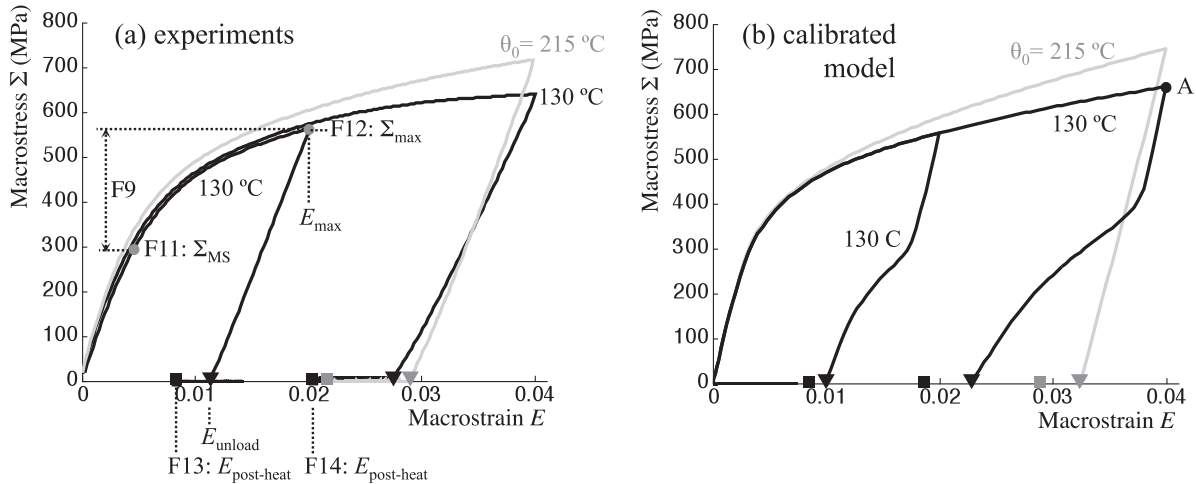 (a) experiments
Macrostress Σ (MPa)
800
700
600
500
400
300
200
100
0
θ₀= 215 ºC
130 ºC
F12: Σmax
F9
130 ºC
Emax
F11: ΣMS
0
0.01
0.02
0.03
0.04
Macrostrain E
Eunload
F13: Epost-heat
F14: Epost-heat
(b) calibrated
model
Macrostress Σ (MPa)
800
700
600
500
400
300
200
100
0
θ₀= 215 ºC
A
130 ºC
130 C
0
0.01
0.02
0.03
0.04
Macrostrain E